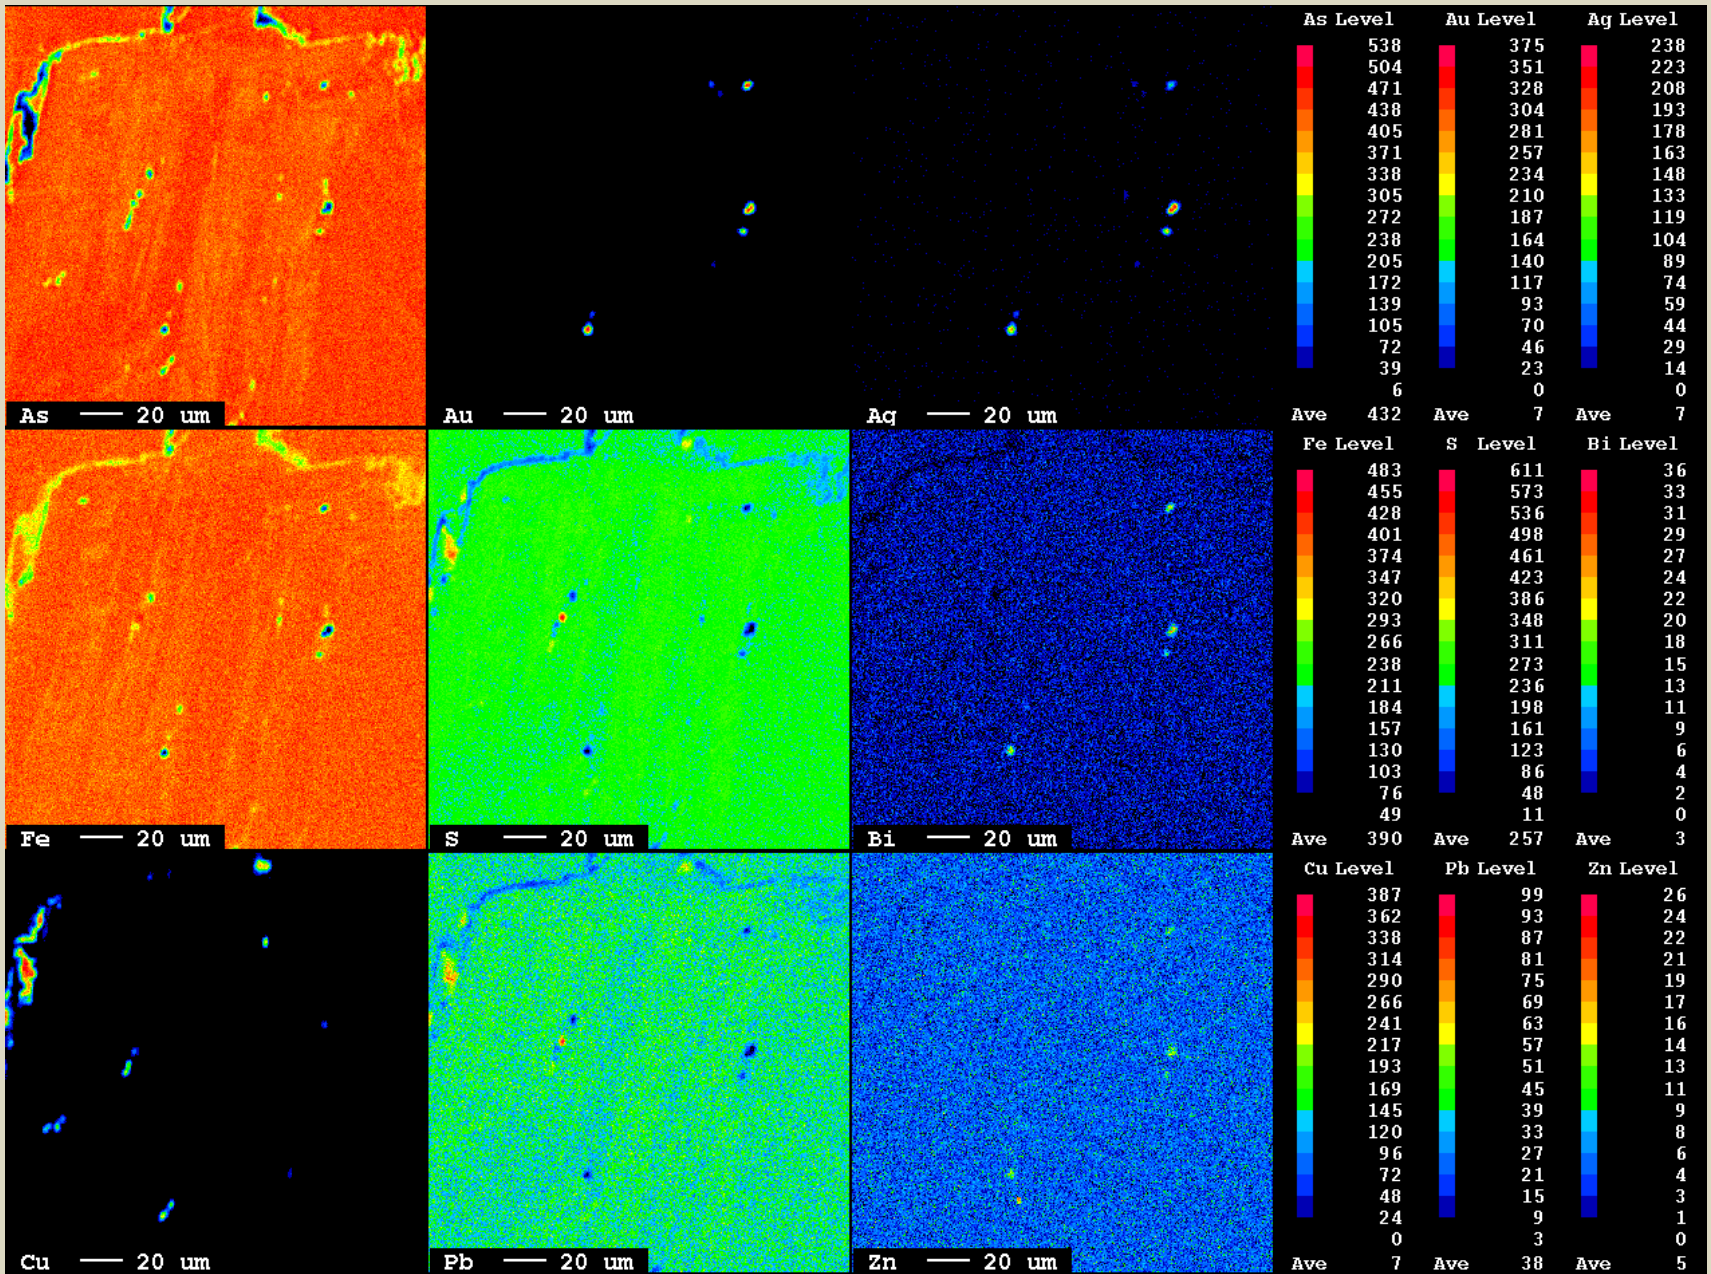 As 20 um
Au 20 um
Ag 20 um
As Level Au Level Ag Level
538 375 238
504 351 223
471 328 208
438 304 193
405 281 178
371 257 163
338 234 148
305 210 133
272 187 119
238 164 104
205 140 89
172 117 74
139 93 59
105 70 44
72 46 29
39 23 14
6 0 0
Ave 432 Ave 7 Ave 7
Fe 20 um
S 20 um
Bi 20 um
Fe Level S Level Bi Level
483 611 36
455 573 33
428 536 31
401 498 29
374 461 27
347 423 24
320 386 22
293 348 20
266 311 18
238 273 15
211 236 13
184 198 11
157 161 9
130 123 6
103 86 4
76 48 2
49 11 0
Ave 390 Ave 257 Ave 3
Cu 20 um
Pb 20 um
Zn 20 um
Cu Level Pb Level Zn Level
387 99 26
362 93 24
338 87 22
314 81 21
290 75 19
266 69 17
241 63 16
217 57 14
193 51 13
169 45 11
145 39 9
120 33 8
96 27 6
72 21 4
48 15 3
24 9 1
0 3 0
Ave 7 Ave 38 Ave 5